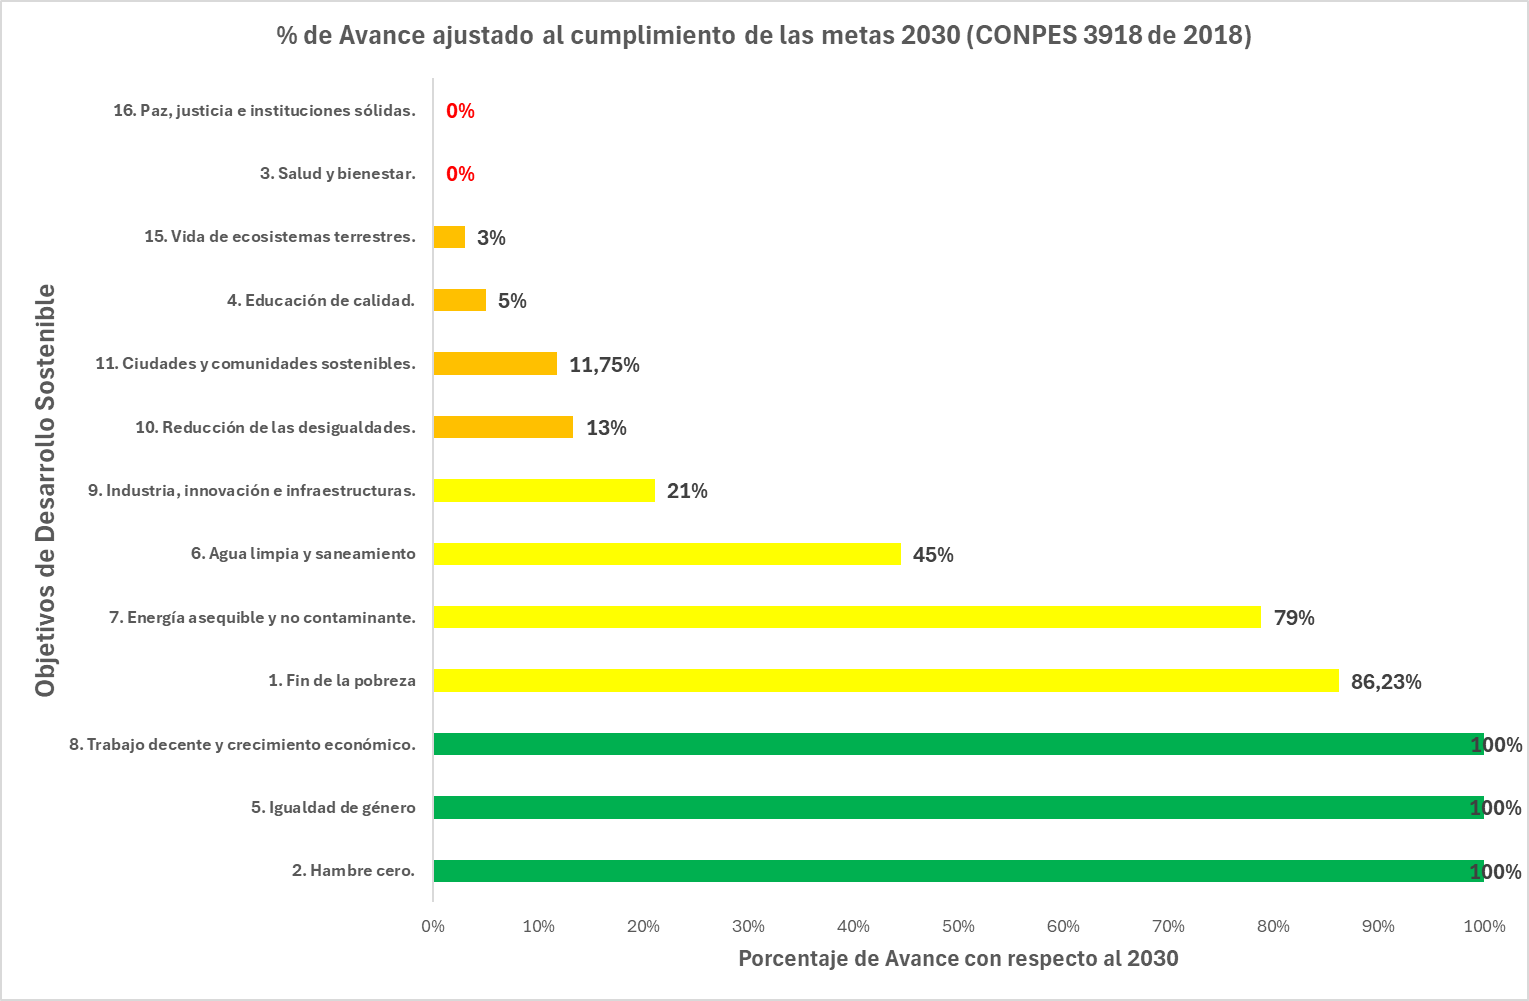 % de Avance ajustado al cumplimiento de las metas 2030 (CONPES 3918 de 2018)
Objetivos de Desarrollo Sostenible
16. Paz, justicia e instituciones sólidas. 0%
3. Salud y bienestar. 0%
15. Vida de ecosistemas terrestres. 3%
4. Educación de calidad. 5%
11. Ciudades y comunidades sostenibles. 11,75%
10. Reducción de las desigualdades. 13%
9. Industria, innovación e infraestructuras. 21%
6. Agua limpia y saneamiento 45%
7. Energía asequible y no contaminante. 79%
1. Fin de la pobreza 86,23%
8. Trabajo decente y crecimiento económico. 100%
5. Igualdad de género 100%
2. Hambre cero. 100%
0% 10% 20% 30% 40% 50% 60% 70% 80% 90% 100%
Porcentaje de Avance con respecto al 2030